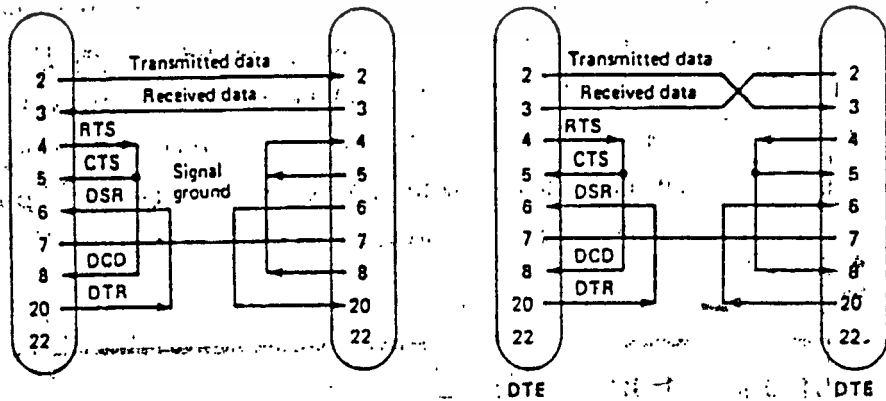 Transmitted data
2 2
Received data
3 3
RTS
4 4
CTS
5 5
Signal ground
DSR
6 6
7 7
DCD
8 8
DTR
20 20
22 22
Transmitted data
2 2
Received data
3 3
RTS
4 4
CTS
5 5
DSR
6 6
7 7
DCD
8 8
DTR
20 20
22 22
DTE DTE